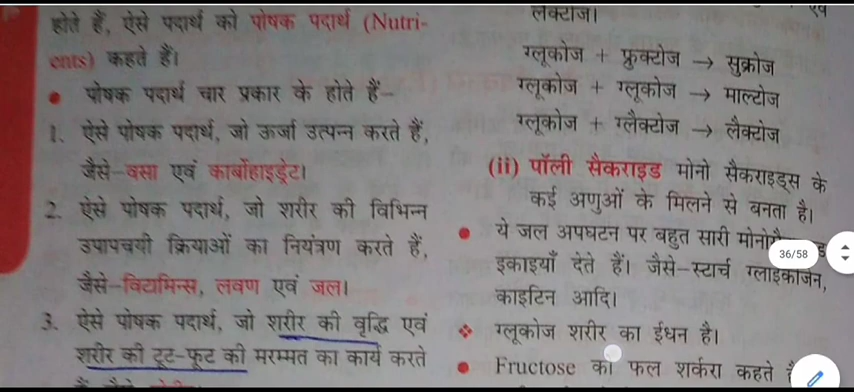 होते हैं, ऐसे पदार्थ को पोषक पदार्थ (Nutri-
ents) कहते हैं।
• पोषक पदार्थ चार प्रकार के होते हैं–
1. ऐसे पोषक पदार्थ, जो ऊर्जा उत्पन्न करते हैं,
जैसे–वसा एवं कार्बोहाइड्रेट।
2. ऐसे पोषक पदार्थ, जो शरीर की विभिन्न
उपापचयी क्रियाओं का नियंत्रण करते हैं,
जैसे–विटामिन्स, लवण एवं जल।
3. ऐसे पोषक पदार्थ, जो शरीर की वृद्धि एवं
शरीर की टूट-फूट की मरम्मत का कार्य करते
एवं
लैक्टोज।
ग्लूकोज + फ्रुक्टोज → सुक्रोज
ग्लूकोज + ग्लूकोज → माल्टोज
ग्लूकोज + ग्लैक्टोज → लैक्टोज
(ii) पॉली सैकराइड मोनो सैकराइड्स के
कई अणुओं के मिलने से बनता है।
• ये जल अपघटन पर बहुत सारी
इकाइयाँ देते हैं। जैसे–स्टार्च ग्लाइकोजन,
काइटिन आदि।
❖ ग्लूकोज शरीर का ईंधन है।
• Fructose को फल शर्करा कहते
36/58